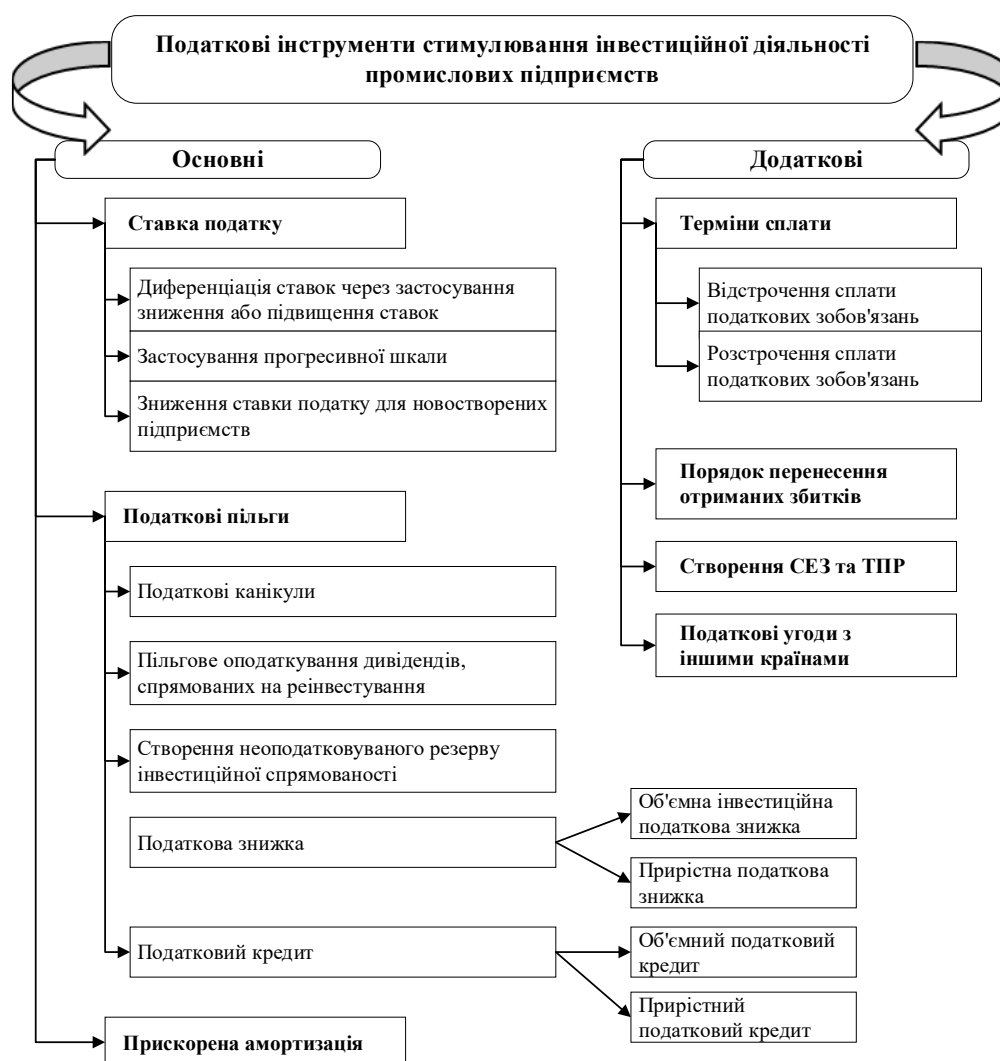 Податкові інструменти стимулювання інвестиційної діяльності
промислових підприємств
Основні
Ставка податку
Диференціація ставок через застосування
зниження або підвищення ставок
Застосування прогресивної шкали
Зниження ставки податку для новостворених
підприємств
Податкові пільги
Податкові канікули
Пільгове оподаткування дивідендів,
спрямованих на реінвестування
Створення неоподатковуваного резерву
інвестиційної спрямованості
Податкова знижка
Об'ємна інвестиційна
податкова знижка
Прирістна податкова
знижка
Податковий кредит
Об'ємний податковий
кредит
Прирістний
податковий кредит
Прискорена амортизація
Додаткові
Терміни сплати
Відстрочення сплати
податкових зобов'язань
Розстрочення сплати
податкових зобов'язань
Порядок перенесення
отриманих збитків
Створення СЕЗ та ТПР
Податкові угоди з
іншими країнами